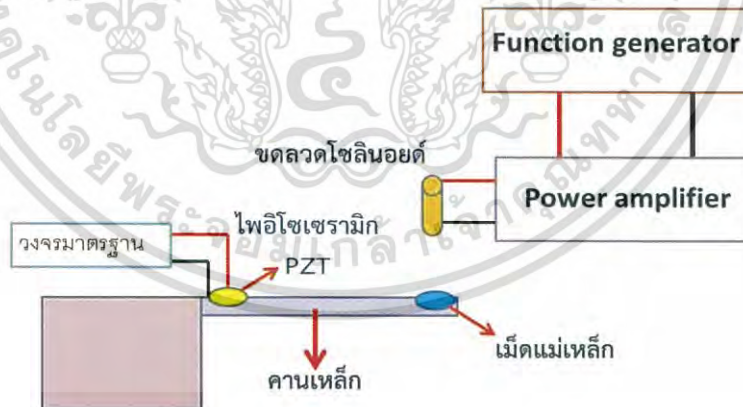 Function generator
ขดลวดโซลินอยด์
Power amplifier
ไพอิโซเซรามิก
วงจรมาตรฐาน
PZT
เม็ดแม่เหล็ก
คานเหล็ก